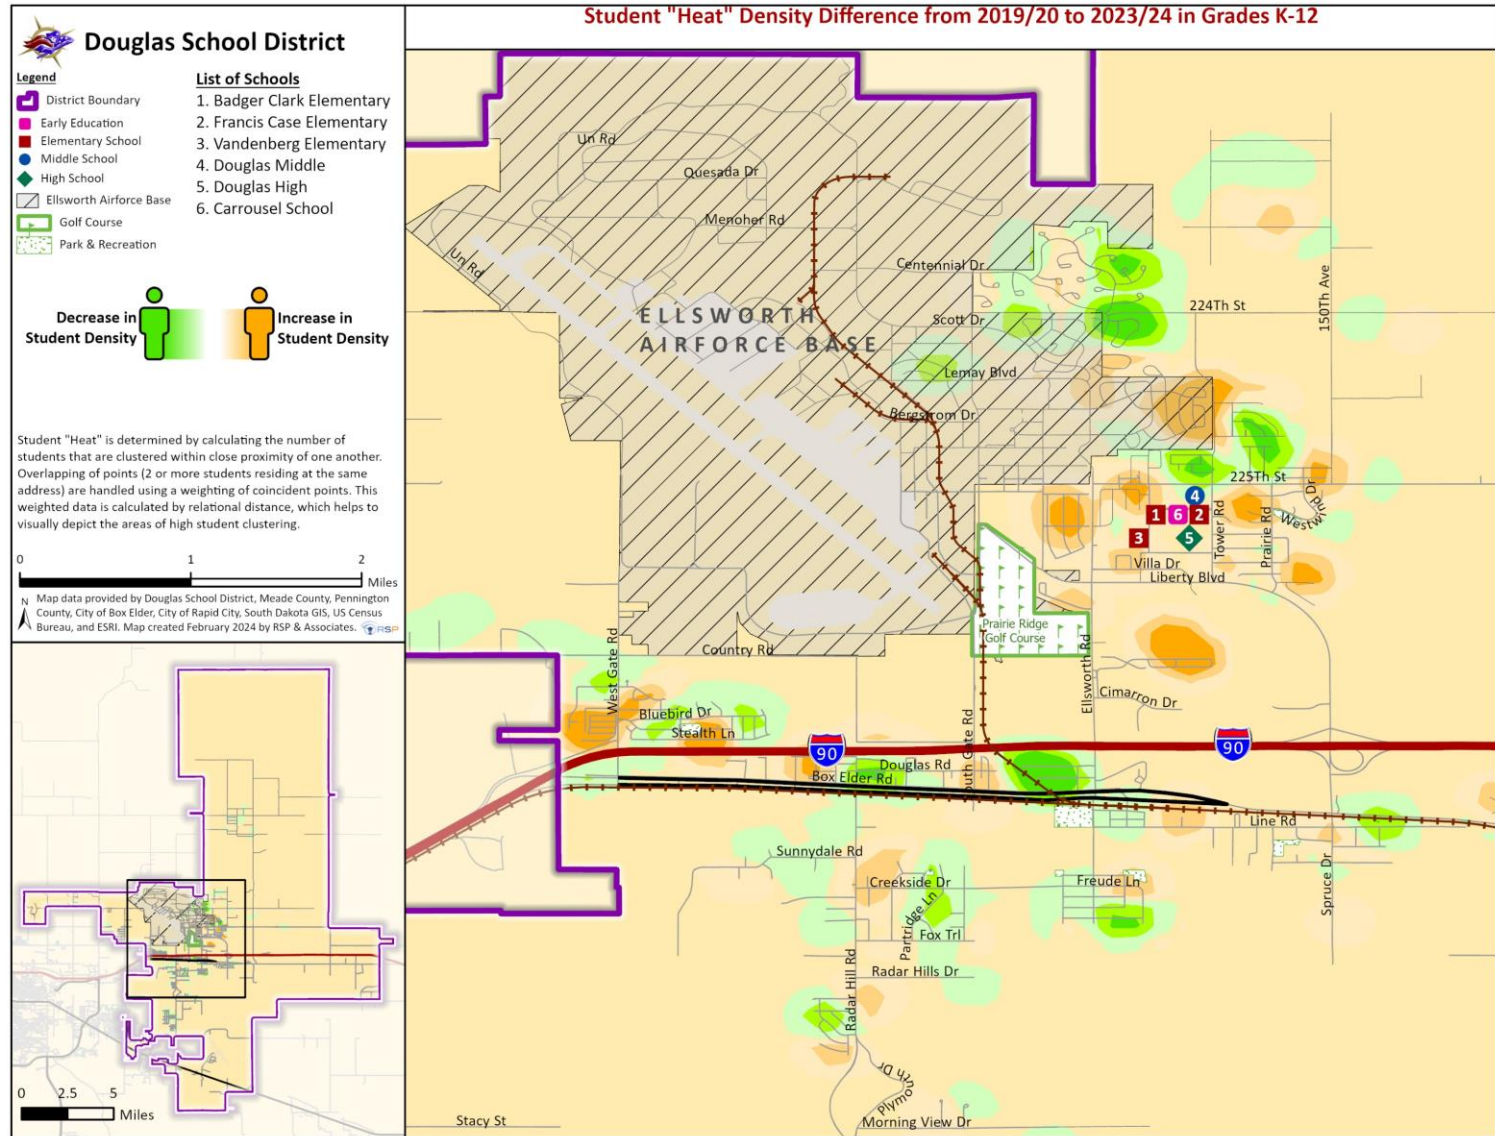 Student "Heat" Density Difference from 2019/20 to 2023/24 in Grades K-12
Douglas School District
Legend
District Boundary
Early Education
Elementary School
Middle School
High School
Ellsworth Airforce Base
Golf Course
Park & Recreation
List of Schools
1. Badger Clark Elementary
2. Francis Case Elementary
3. Vandenberg Elementary
4. Douglas Middle
5. Douglas High
6. Carrousel School
Decrease in
Student Density
Increase in
Student Density
Student "Heat" is determined by calculating the number of
students that are clustered within close proximity of one another.
Overlapping of points (2 or more students residing at the same
address) are handled using a weighting of coincident points. This
weighted data is calculated by relational distance, which helps to
visually depict the areas of high student clustering.
0 1 2
Miles
N
Map data provided by Douglas School District, Meade County, Pennington
County, City of Box Elder, City of Rapid City, South Dakota GIS, US Census
Bureau, and ESRI. Map created February 2024 by RSP & Associates.
RSP
0 2.5 5
Miles
Un Rd
Quesada Dr
Menoher Rd
Un Rd
Centennial Dr
150Th Ave
224Th St
ELLSWORTH
AIRFORCE BASE
Scott Dr
Lemay Blvd
Bergstrom Dr
225Th St
4
1 6 2
3 5
Tower Rd
Prairie Rd
Westwind Dr
Villa Dr
Liberty Blvd
Prairie Ridge
Golf Course
Country Rd
West Gate Rd
Ellsworth Rd
Cimarron Dr
Bluebird Dr
Stealth Ln
South Gate Rd
90
90
Douglas Rd
Box Elder Rd
Line Rd
Sunnydale Rd
Creekside Dr
Freude Ln
Spruce Dr
Partridge Ln
Fox Trl
Radar Hills Dr
Radar Hill Rd
Plymouth Dr
Stacy St
Morning View Dr